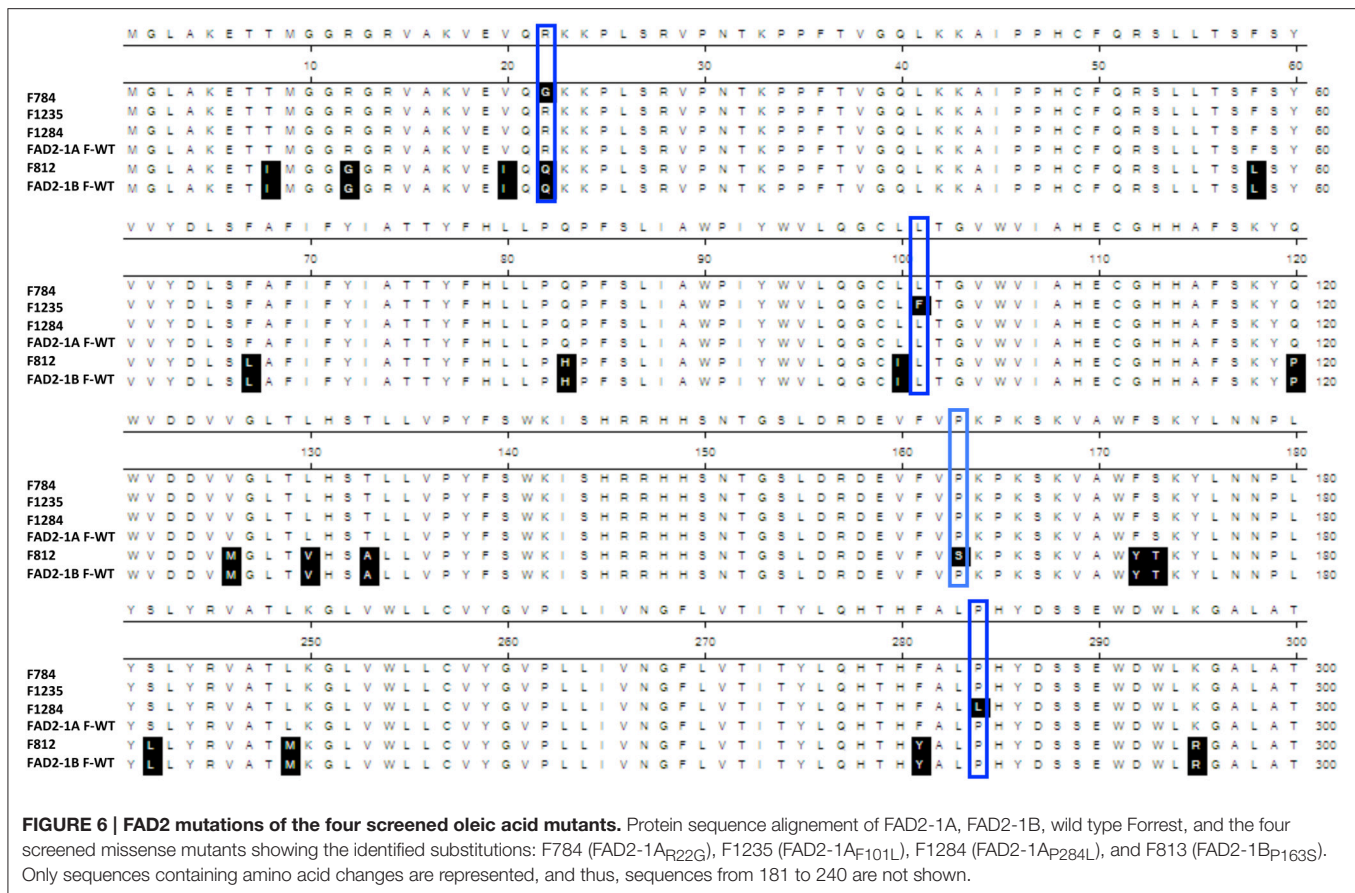 M G L A K E T T M G G R G R V A K V E V Q R K K P L S R V P N T K P P F T V G Q L K K A I P P H C F Q R S L L T S F S Y
10 20 30 40 50 60
F784 M G L A K E T T M G G R G R V A K V E V Q G K K P L S R V P N T K P P F T V G Q L K K A I P P H C F Q R S L L T S F S Y 60
F1235 M G L A K E T T M G G R G R V A K V E V Q R K K P L S R V P N T K P P F T V G Q L K K A I P P H C F Q R S L L T S F S Y 60
F1284 M G L A K E T T M G G R G R V A K V E V Q R K K P L S R V P N T K P P F T V G Q L K K A I P P H C F Q R S L L T S F S Y 60
FAD2-1A F-WT M G L A K E T T M G G R G R V A K V E V Q R K K P L S R V P N T K P P F T V G Q L K K A I P P H C F Q R S L L T S F S Y 60
F812 M G L A K E T I M G G G G R V A K V E I Q Q K K P L S R V P N T K P P F T V G Q L K K A I P P H C F Q R S L L T S L S Y 60
FAD2-1B F-WT M G L A K E T I M G G G G R V A K V E I Q Q K K P L S R V P N T K P P F T V G Q L K K A I P P H C F Q R S L L T S L S Y 60
V V Y D L S F A F I F Y I A T T Y F H L L P Q P F S L I A W P I Y W V L Q G C L L T G V W V I A H E C G H H A F S K Y Q
70 80 90 100 110 120
F784 V V Y D L S F A F I F Y I A T T Y F H L L P Q P F S L I A W P I Y W V L Q G C L L T G V W V I A H E C G H H A F S K Y Q 120
F1235 V V Y D L S F A F I F Y I A T T Y F H L L P Q P F S L I A W P I Y W V L Q G C L F T G V W V I A H E C G H H A F S K Y Q 120
F1284 V V Y D L S F A F I F Y I A T T Y F H L L P Q P F S L I A W P I Y W V L Q G C L L T G V W V I A H E C G H H A F S K Y Q 120
FAD2-1A F-WT V V Y D L S F A F I F Y I A T T Y F H L L P Q P F S L I A W P I Y W V L Q G C L L T G V W V I A H E C G H H A F S K Y Q 120
F812 V V Y D L S L A F I F Y I A T T Y F H L L P H P F S L I A W P I Y W V L Q G C I L T G V W V I A H E C G H H A F S K Y P 120
FAD2-1B F-WT V V Y D L S L A F I F Y I A T T Y F H L L P H P F S L I A W P I Y W V L Q G C I L T G V W V I A H E C G H H A F S K Y P 120
W V D D V V G L T L H S T L L V P Y F S W K I S H R R H H S N T G S L D R D E V F V P K P K S K V A W F S K Y L N N P L
130 140 150 160 170 180
F784 W V D D V V G L T L H S T L L V P Y F S W K I S H R R H H S N T G S L D R D E V F V P K P K S K V A W F S K Y L N N P L 180
F1235 W V D D V V G L T L H S T L L V P Y F S W K I S H R R H H S N T G S L D R D E V F V P K P K S K V A W F S K Y L N N P L 180
F1284 W V D D V V G L T L H S T L L V P Y F S W K I S H R R H H S N T G S L D R D E V F V P K P K S K V A W F S K Y L N N P L 180
FAD2-1A F-WT W V D D V V G L T L H S T L L V P Y F S W K I S H R R H H S N T G S L D R D E V F V P K P K S K V A W F S K Y L N N P L 180
F812 W V D D V M G L T V H S A L L V P Y F S W K I S H R R H H S N T G S L D R D E V F V S K P K S K V A W Y T K Y L N N P L 180
FAD2-1B F-WT W V D D V M G L T V H S A L L V P Y F S W K I S H R R H H S N T G S L D R D E V F V P K P K S K V A W Y T K Y L N N P L 180
Y S L Y R V A T L K G L V W L L C V Y G V P L L I V N G F L V T I T Y L Q H T H F A L P H Y D S S E W D W L K G A L A T
250 260 270 280 290 300
F784 Y S L Y R V A T L K G L V W L L C V Y G V P L L I V N G F L V T I T Y L Q H T H F A L P H Y D S S E W D W L K G A L A T 300
F1235 Y S L Y R V A T L K G L V W L L C V Y G V P L L I V N G F L V T I T Y L Q H T H F A L P H Y D S S E W D W L K G A L A T 300
F1284 Y S L Y R V A T L K G L V W L L C V Y G V P L L I V N G F L V T I T Y L Q H T H F A L L H Y D S S E W D W L K G A L A T 300
FAD2-1A F-WT Y S L Y R V A T L K G L V W L L C V Y G V P L L I V N G F L V T I T Y L Q H T H F A L P H Y D S S E W D W L K G A L A T 300
F812 Y L L Y R V A T M K G L V W L L C V Y G V P L L I V N G F L V T I T Y L Q H T H Y A L P H Y D S S E W D W L R G A L A T 300
FAD2-1B F-WT Y L L Y R V A T M K G L V W L L C V Y G V P L L I V N G F L V T I T Y L Q H T H Y A L P H Y D S S E W D W L R G A L A T 300
FIGURE 6 | FAD2 mutations of the four screened oleic acid mutants. Protein sequence alignement of FAD2-1A, FAD2-1B, wild type Forrest, and the four
screened missense mutants showing the identified substitutions: F784 (FAD2-1AR22G), F1235 (FAD2-1AF101L), F1284 (FAD2-1AP284L), and F813 (FAD2-1BP163S).
Only sequences containing amino acid changes are represented, and thus, sequences from 181 to 240 are not shown.